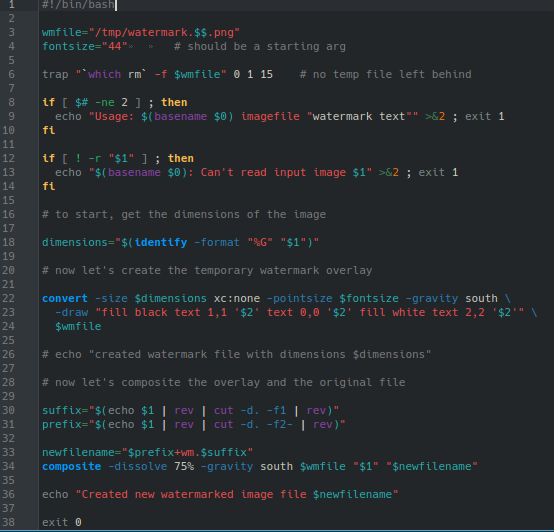 1 #!/bin/bash
2
3 wmfile="/tmp/watermark.$$.png"
4 fontsize="44" # should be a starting arg
5
6 trap "`which rm` -f $wmfile" 0 1 15 # no temp file left behind
7
8 if [ $# -ne 2 ] ; then
9 echo "Usage: $(basename $0) imagefile "watermark text"" >&2 ; exit 1
10 fi
11
12 if [ ! -r "$1" ] ; then
13 echo "$(basename $0): Can't read input image $1" >&2 ; exit 1
14 fi
15
16 # to start, get the dimensions of the image
17
18 dimensions="$(identify -format "%G" "$1")"
19
20 # now let's create the temporary watermark overlay
21
22 convert -size $dimensions xc:none -pointsize $fontsize -gravity south \
23 -draw "fill black text 1,1 '$2' text 0,0 '$2' fill white text 2,2 '$2'" \
24 $wmfile
25
26 # echo "created watermark file with dimensions $dimensions"
27
28 # now let's composite the overlay and the original file
29
30 suffix="$(echo $1 | rev | cut -d. -f1 | rev)"
31 prefix="$(echo $1 | rev | cut -d. -f2- | rev)"
32
33 newfilename="$prefix+wm.$suffix"
34 composite -dissolve 75% -gravity south $wmfile "$1" "$newfilename"
35
36 echo "Created new watermarked image file $newfilename"
37
38 exit 0